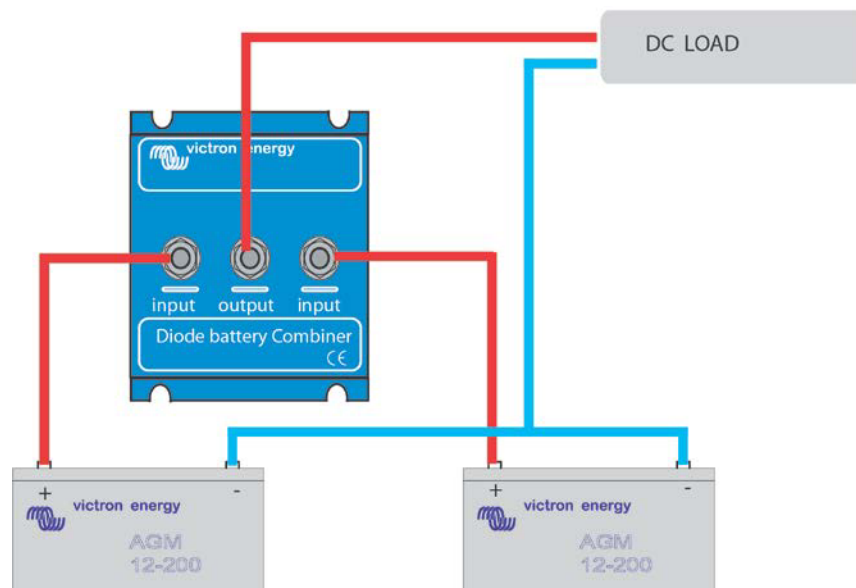 DC LOAD
victron energy
input output input
Diode battery Combiner
CE
+ -
victron energy
AGM
12-200
+ -
victron energy
AGM
12-200